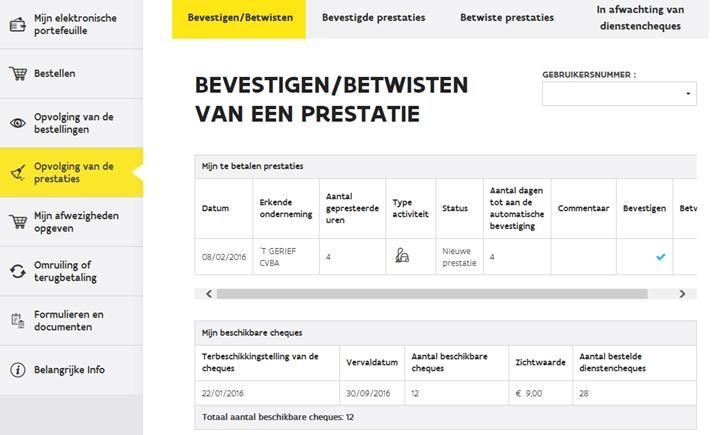 Mijn elektronische
portefeuille
Bestellen
Opvolging van de
bestellingen
Opvolging van de
prestaties
Mijn afwezigheden
opgeven
Omruiling of
terugbetaling
Formulieren en
documenten
Belangrijke Info
Bevestigen/Betwisten
Bevestigde prestaties
Betwiste prestaties
In afwachting van
dienstencheques
BEVESTIGEN/BETWISTEN
VAN EEN PRESTATIE
GEBRUIKERSNUMMER :
Mijn te betalen prestaties
Datum
Erkende
onderneming
Aantal
gepresteerde
uren
Type
activiteit
Status
Aantal dagen
tot aan de
automatische
bevestiging
Commentaar
Bevestigen
Betw
08/02/2016
'T GERIEF
CVBA
4
Nieuwe
prestatie
4
Mijn beschikbare cheques
Terbeschikkingstelling van de
cheques
Vervaldatum
Aantal beschikbare
cheques
Zichtwaarde
Aantal bestelde
dienstencheques
22/01/2016
30/09/2016
12
€ 9,00
28
Totaal aantal beschikbare cheques: 12